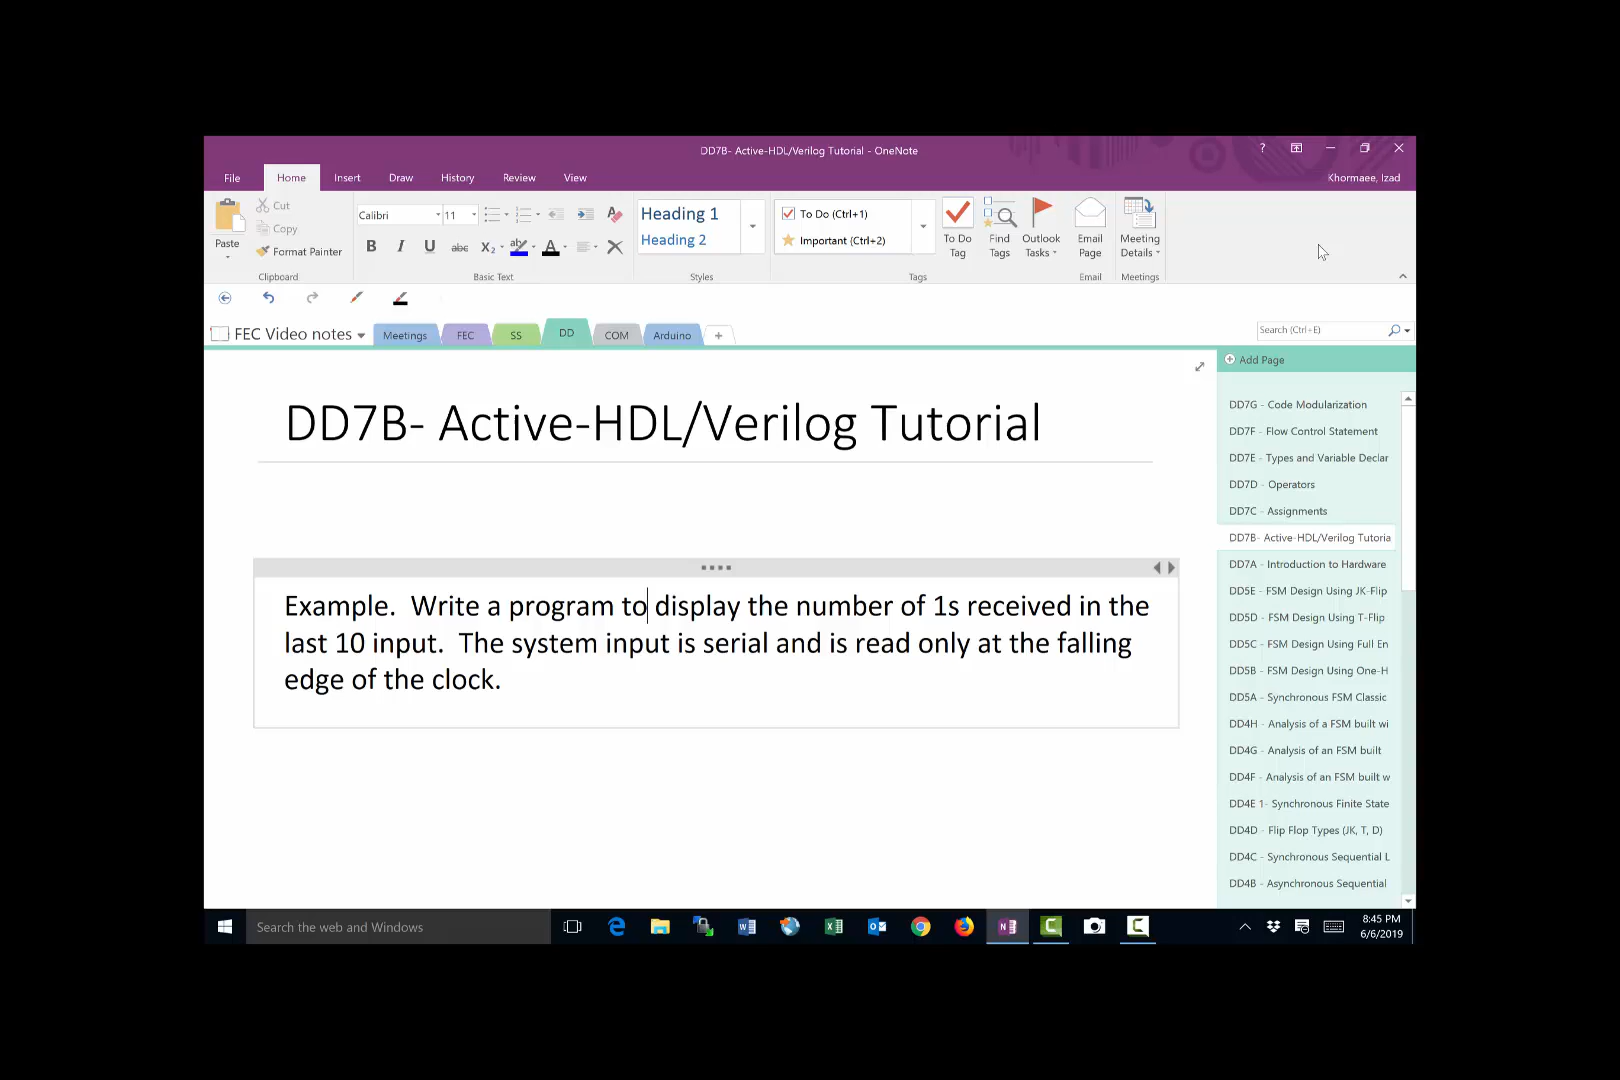 DD7B- Active-HDL/Verilog Tutorial - OneNote
?
File Home Insert Draw History Review View
Khormaee, Izad
Paste
Cut
Copy
Format Painter
Clipboard
Calibri 11
B I U abc X2 A
Basic Text
Heading 1
Heading 2
Styles
To Do (Ctrl+1)
Important (Ctrl+2)
Tags
To Do
Tag
Find
Tags
Outlook
Tasks
Email
Page
Email
Meeting
Details
Meetings
FEC Video notes
Meetings FEC SS DD COM Arduino +
Search (Ctrl+E)
DD7B- Active-HDL/Verilog Tutorial
Example. Write a program to display the number of 1s received in the
last 10 input. The system input is serial and is read only at the falling
edge of the clock.
Add Page
DD7G - Code Modularization
DD7F - Flow Control Statement
DD7E - Types and Variable Declar
DD7D - Operators
DD7C - Assignments
DD7B- Active-HDL/Verilog Tutoria
DD7A - Introduction to Hardware
DD5E - FSM Design Using JK-Flip
DD5D - FSM Design Using T-Flip
DD5C - FSM Design Using Full En
DD5B - FSM Design Using One-H
DD5A - Synchronous FSM Classic
DD4H - Analysis of a FSM built wi
DD4G - Analysis of an FSM built
DD4F - Analysis of an FSM built w
DD4E 1- Synchronous Finite State
DD4D - Flip Flop Types (JK, T, D)
DD4C - Synchronous Sequential L
DD4B - Asynchronous Sequential
Search the web and Windows
8:45 PM
6/6/2019